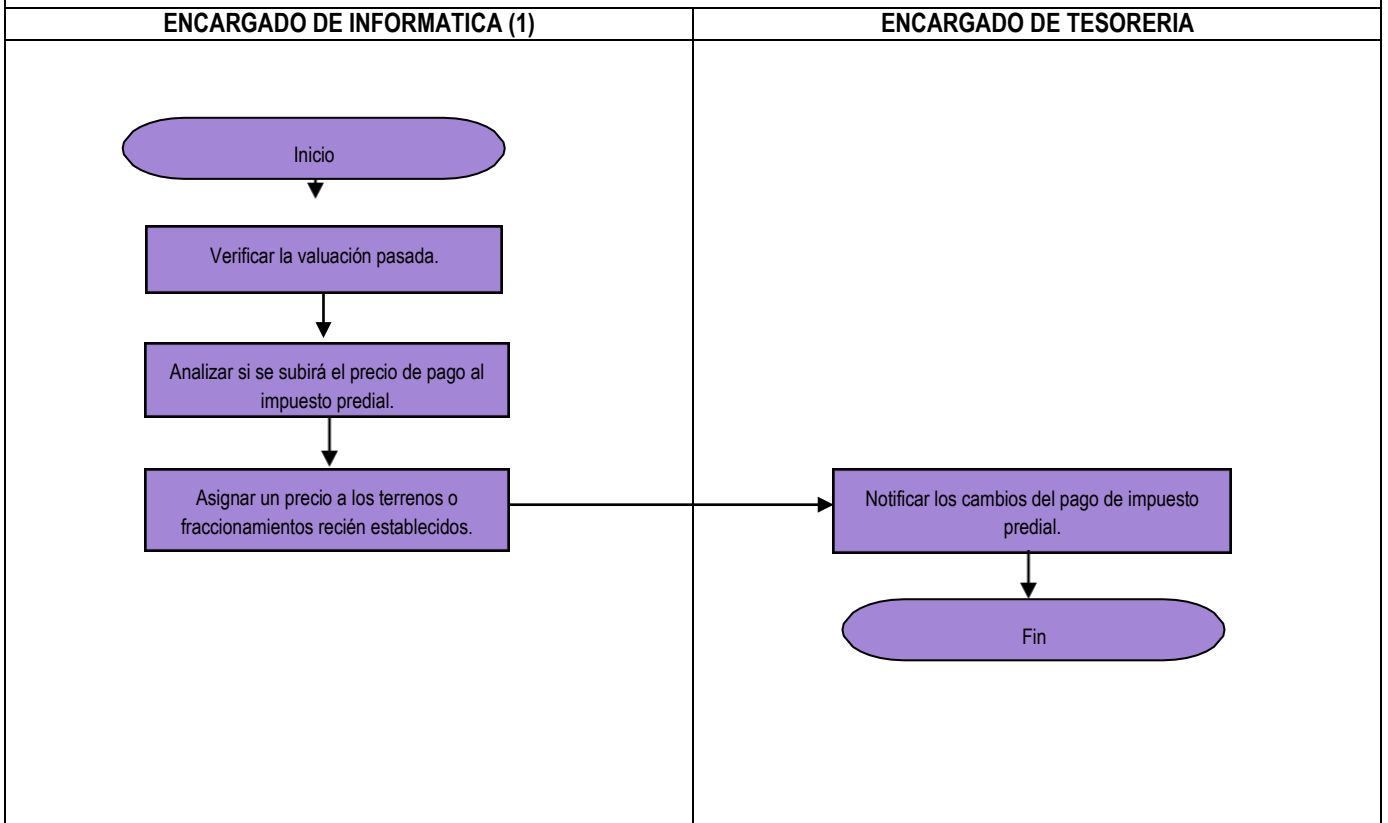 ENCARGADO DE INFORMATICA (1)
ENCARGADO DE TESORERIA
Inicio
Verificar la valuación pasada.
Analizar si se subirá el precio de pago al
impuesto predial.
Asignar un precio a los terrenos o
fraccionamientos recién establecidos.
Notificar los cambios del pago de impuesto
predial.
Fin